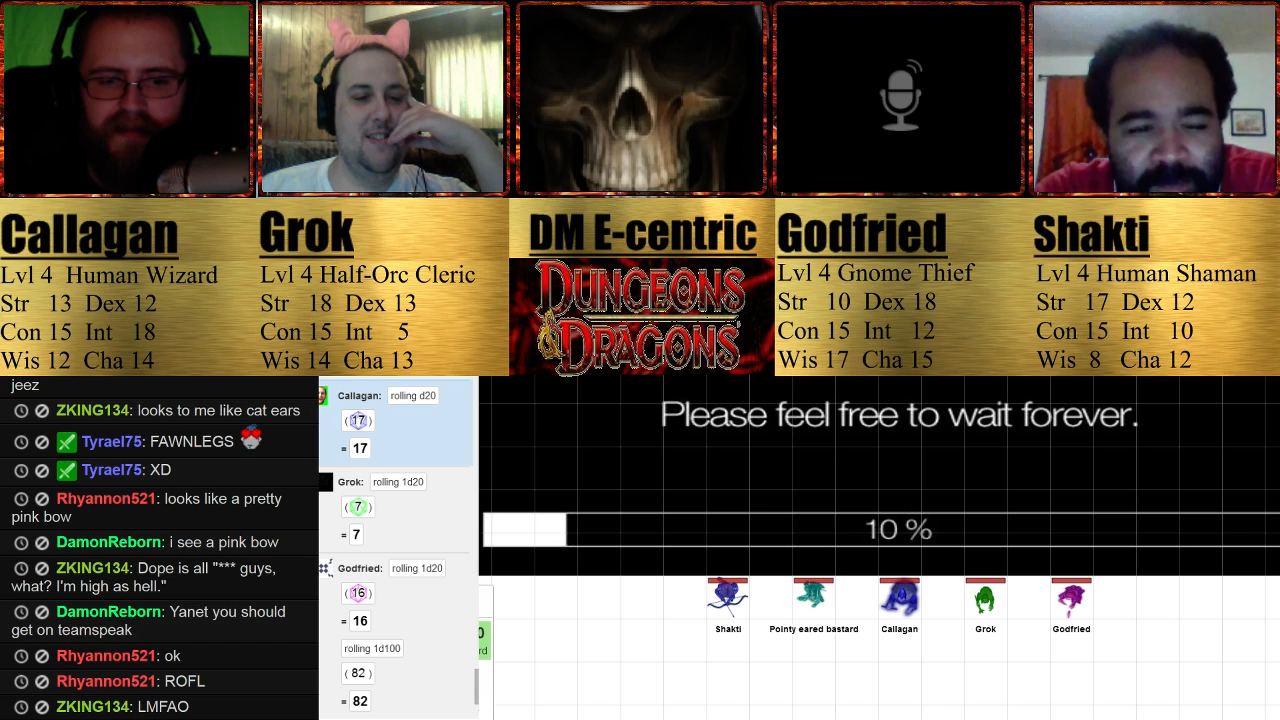 Callagan
Lvl 4 Human Wizard
Str 13 Dex 12
Con 15 Int 18
Wis 12 Cha 14
Grok
Lvl 4 Half-Orc Cleric
Str 18 Dex 13
Con 15 Int 5
Wis 14 Cha 13
DM E-centric
DUNGEONS
& DRAGONS
Godfried
Lvl 4 Gnome Thief
Str 10 Dex 18
Con 15 Int 12
Wis 17 Cha 15
Shakti
Lvl 4 Human Shaman
Str 17 Dex 12
Con 15 Int 10
Wis 8 Cha 12
jeez
ZKING134: looks to me like cat ears
Tyrael75: FAWNLEGS
Tyrael75: XD
Rhyannon521: looks like a pretty
pink bow
DamonReborn: i see a pink bow
ZKING134: Dope is all "*** guys,
what? I'm high as hell."
DamonReborn: Yanet you should
get on teamspeak
Rhyannon521: ok
Rhyannon521: ROFL
ZKING134: LMFAO
Callagan: rolling d20
(17)
= 17
Grok: rolling 1d20
(7)
= 7
Godfried: rolling 1d20
(16)
= 16
rolling 1d100
(82)
= 82
Please feel free to wait forever.
10 %
0
rd
Shakti
Pointy eared bastard
Callagan
Grok
Godfried